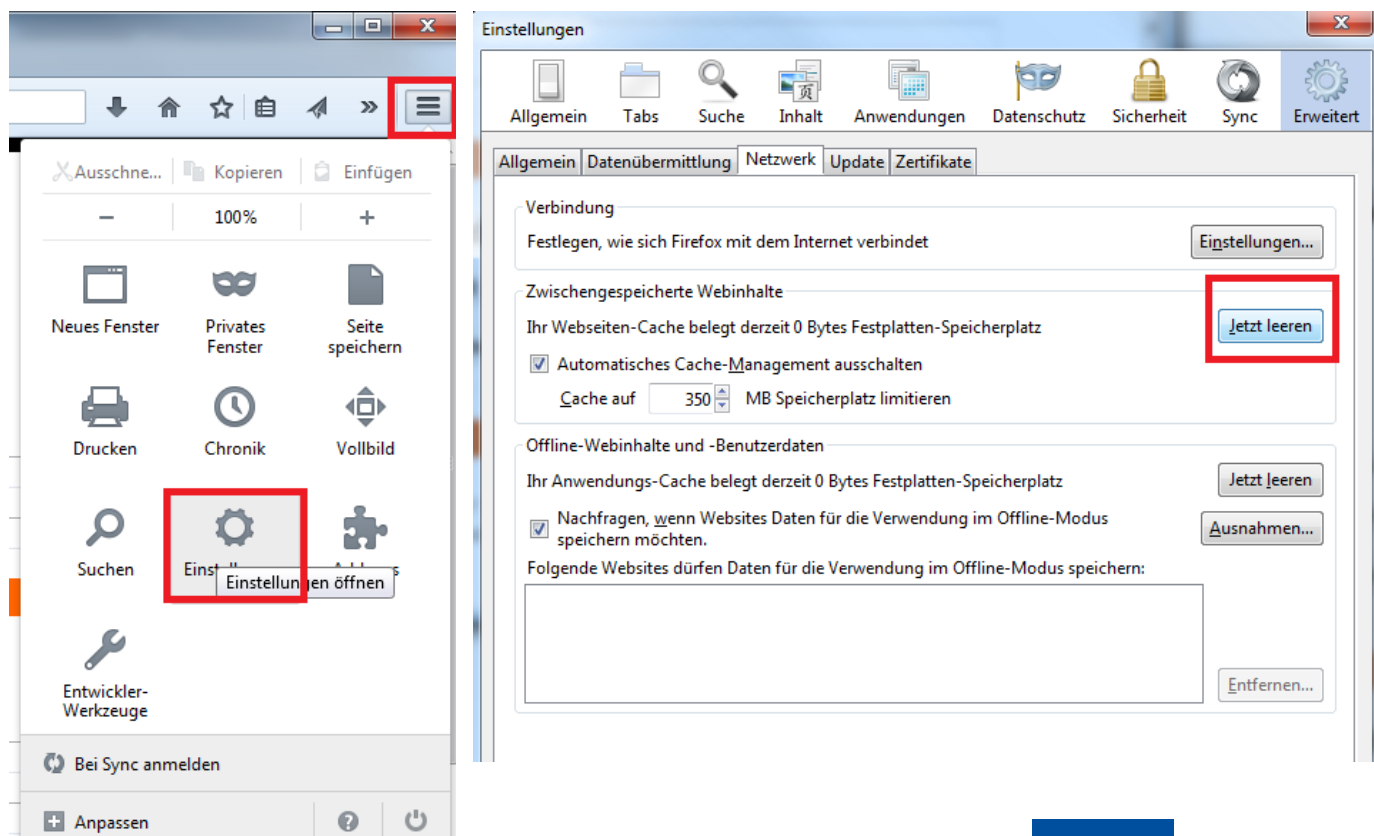 Ausschne... Kopieren Einfügen
− 100% +
Neues Fenster Privates Fenster Seite speichern
Drucken Chronik Vollbild
Suchen
Einstellungen öffnen
Entwickler-
Werkzeuge
Bei Sync anmelden
Anpassen
Einstellungen
页
Allgemein Tabs Suche Inhalt Anwendungen Datenschutz Sicherheit Sync Erweitert
Allgemein Datenübermittlung Netzwerk Update Zertifikate
Verbindung
Festlegen, wie sich Firefox mit dem Internet verbindet Einstellungen...
Zwischengespeicherte Webinhalte
Ihr Webseiten-Cache belegt derzeit 0 Bytes Festplatten-Speicherplatz Jetzt leeren
Automatisches Cache-Management ausschalten
Cache auf 350 MB Speicherplatz limitieren
Offline-Webinhalte und -Benutzerdaten
Ihr Anwendungs-Cache belegt derzeit 0 Bytes Festplatten-Speicherplatz Jetzt leeren
Nachfragen, wenn Websites Daten für die Verwendung im Offline-Modus
speichern möchten. Ausnahmen...
Folgende Websites dürfen Daten für die Verwendung im Offline-Modus speichern:
Entfernen...